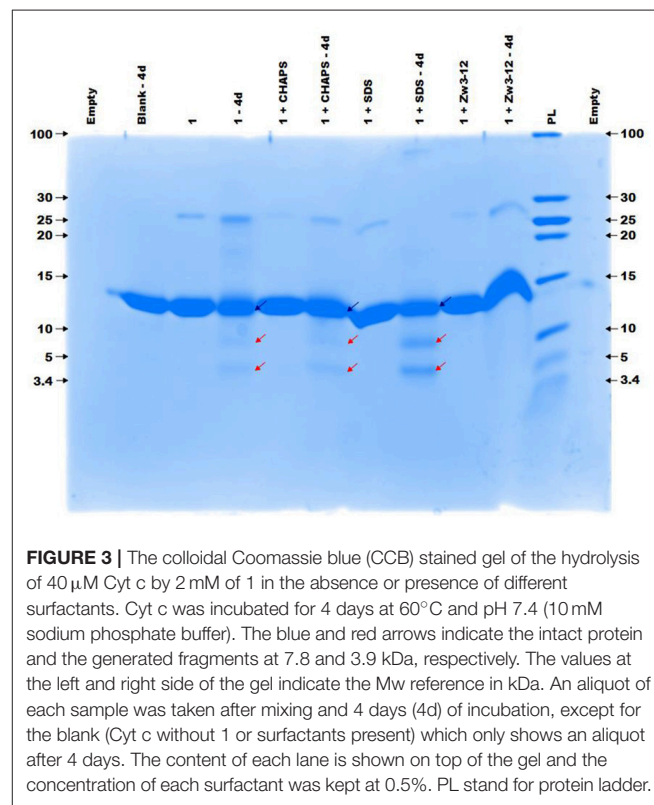 Empty
Blank - 4d
1
1 - 4d
1 + CHAPS
1 + CHAPS - 4d
1 + SDS
1 + SDS - 4d
1 + Zw3-12
1 + Zw3-12 - 4d
PL
Empty
100 100
30 30
25 25
20 20
15 15
10 10
5 5
3.4 3.4
FIGURE 3 | The colloidal Coomassie blue (CCB) stained gel of the hydrolysis
of 40 μM Cyt c by 2 mM of 1 in the absence or presence of different
surfactants. Cyt c was incubated for 4 days at 60°C and pH 7.4 (10 mM
sodium phosphate buffer). The blue and red arrows indicate the intact protein
and the generated fragments at 7.8 and 3.9 kDa, respectively. The values at
the left and right side of the gel indicate the Mw reference in kDa. An aliquot of
each sample was taken after mixing and 4 days (4d) of incubation, except for
the blank (Cyt c without 1 or surfactants present) which only shows an aliquot
after 4 days. The content of each lane is shown on top of the gel and the
concentration of each surfactant was kept at 0.5%. PL stand for protein ladder.